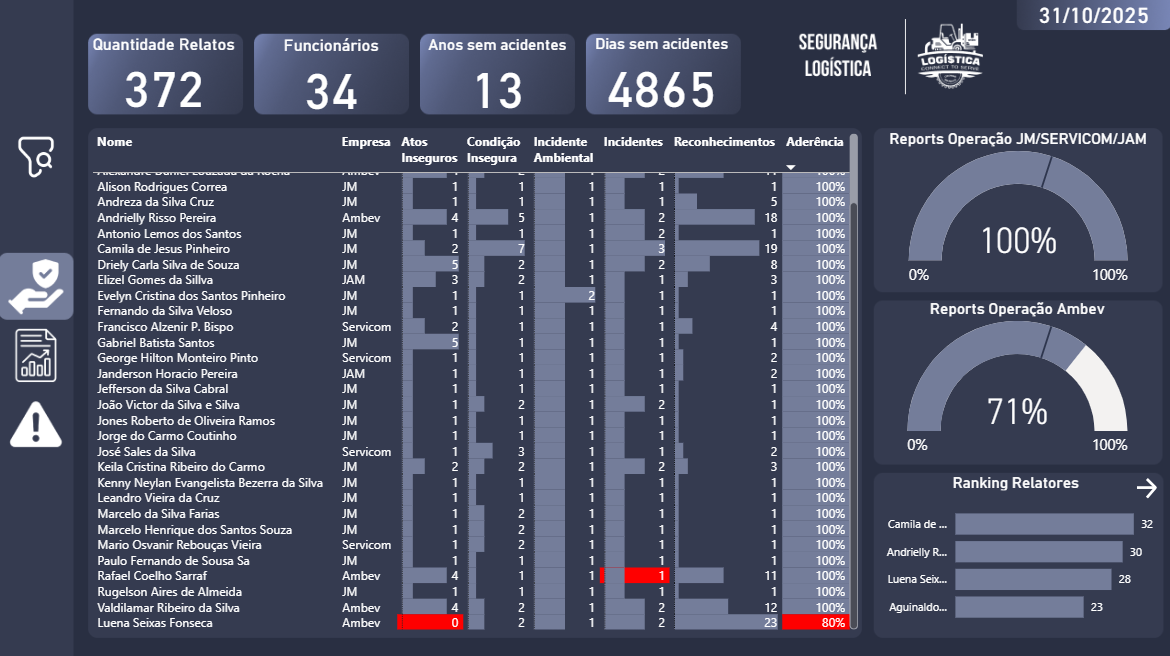 31/10/2025
Quantidade Relatos
372
Funcionários
34
Anos sem acidentes
13
Dias sem acidentes
4865
SEGURANÇA
LOGÍSTICA
LOGÍSTICA
CONNECT TO SERVE
Nome Empresa Atos Inseguros Condição Insegura Incidente Ambiental Incidentes Reconhecimentos Aderência
Alison Rodrigues Correa JM 1 1 1 1 1 100%
Andreza da Silva Cruz JM 1 1 1 1 5 100%
Andrielly Risso Pereira Ambev 4 5 1 2 18 100%
Antonio Lemos dos Santos JM 1 1 1 2 1 100%
Camila de Jesus Pinheiro JM 2 7 1 3 19 100%
Driely Carla Silva de Souza JM 5 2 1 2 8 100%
Elizel Gomes da Sillva JAM 3 2 1 1 3 100%
Evelyn Cristina dos Santos Pinheiro JM 1 1 2 1 1 100%
Fernando da Silva Veloso JM 1 1 1 1 1 100%
Francisco Alzenir P. Bispo Servicom 2 1 1 1 4 100%
Gabriel Batista Santos JM 5 1 1 1 1 100%
George Hilton Monteiro Pinto Servicom 1 1 1 1 2 100%
Janderson Horacio Pereira JAM 1 1 1 1 2 100%
Jefferson da Silva Cabral JM 1 1 1 1 1 100%
João Victor da Silva e Silva JM 1 2 1 2 1 100%
Jones Roberto de Oliveira Ramos JM 1 1 1 1 1 100%
Jorge do Carmo Coutinho JM 1 1 1 1 1 100%
José Sales da Silva Servicom 1 3 1 1 2 100%
Keila Cristina Ribeiro do Carmo JM 2 2 1 2 3 100%
Kenny Neylan Evangelista Bezerra da Silva JM 1 1 1 1 1 100%
Leandro Vieira da Cruz JM 1 1 1 1 1 100%
Marcelo da Silva Farias JM 1 2 1 1 1 100%
Marcelo Henrique dos Santos Souza JM 1 1 1 1 1 100%
Mario Osvanir Rebouças Vieira Servicom 1 2 1 1 1 100%
Paulo Fernando de Sousa Sa JM 1 1 1 1 1 100%
Rafael Coelho Sarraf Ambev 4 1 1 1 11 100%
Rugelson Aires de Almeida JM 1 1 1 1 1 100%
Valdilamar Ribeiro da Silva Ambev 4 2 1 2 12 100%
Luena Seixas Fonseca Ambev 0 2 1 2 23 80%
Reports Operação JM/SERVICOM/JAM
100%
0% 100%
Reports Operação Ambev
71%
0% 100%
Ranking Relatores
Camila de ... 32
Andrielly R... 30
Luena Seix... 28
Aguinaldo... 23